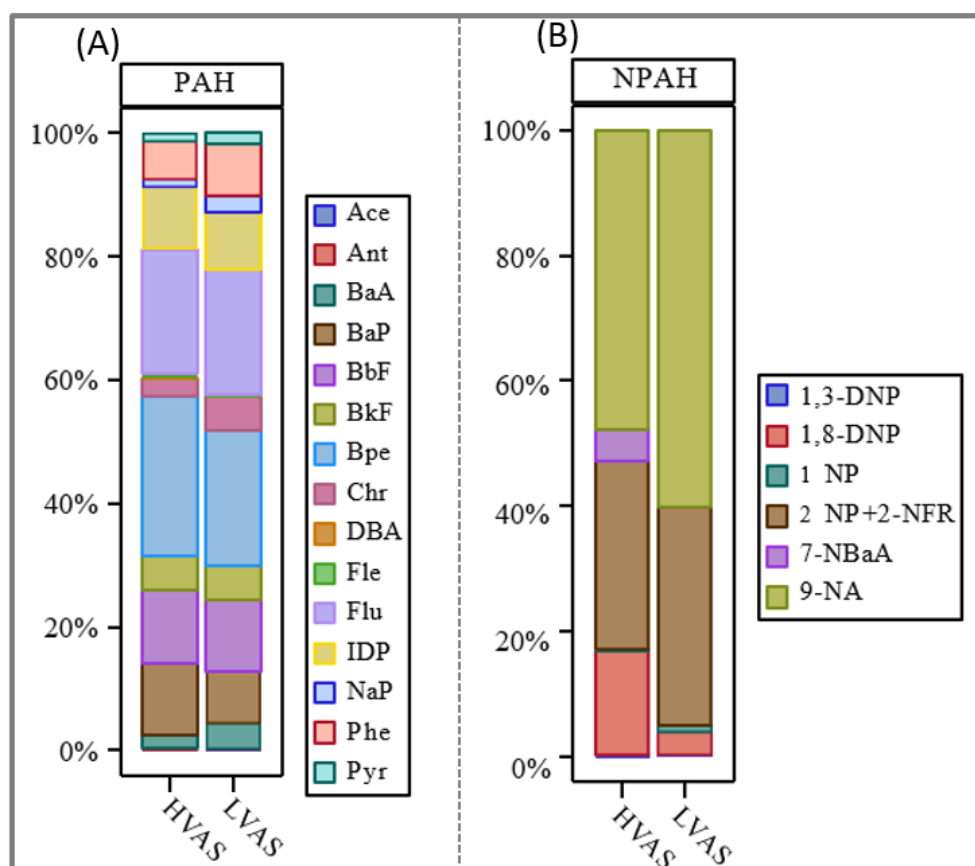 (A)
PAH
100%
80%
60%
40%
20%
0%
HVAS
LVAS
Ace
Ant
BaA
BaP
BbF
BkF
Bpe
Chr
DBA
Fle
Flu
IDP
NaP
Phe
Pyr
(B)
NPAH
100%
80%
60%
40%
20%
0%
HVAS
LVAS
1,3-DNP
1,8-DNP
1 NP
2 NP+2-NFR
7-NBaA
9-NA